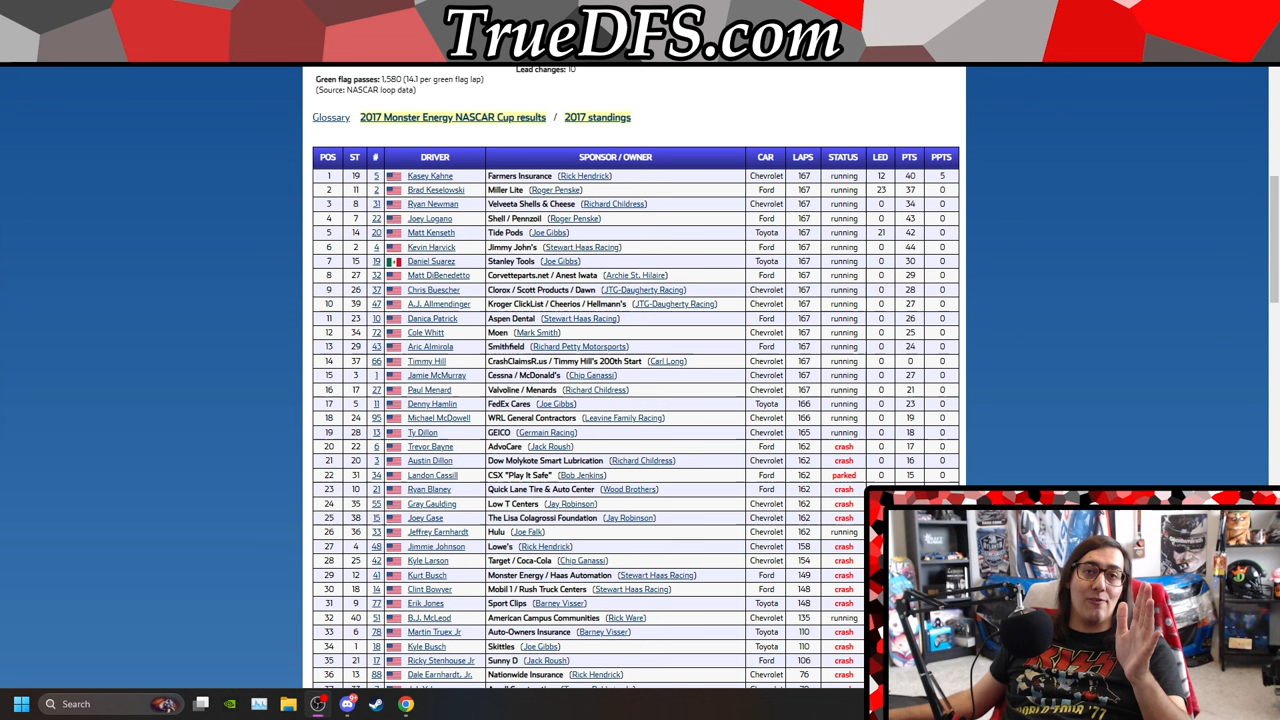 TrueDFS.com
Lead changes: 10
Green flag passes: 1,580 (14.1 per green flag lap)
(Source: NASCAR loop data)
Glossary 2017 Monster Energy NASCAR Cup results / 2017 standings
POS ST # DRIVER SPONSOR / OWNER CAR LAPS STATUS LED PTS PPTS
1 19 5 Kasey Kahne Farmers Insurance (Rick Hendrick) Chevrolet 167 running 12 40 5
2 11 2 Brad Keselowski Miller Lite (Roger Penske) Ford 167 running 23 37 0
3 8 31 Ryan Newman Velveeta Shells & Cheese (Richard Childress) Chevrolet 167 running 0 34 0
4 7 22 Joey Logano Shell / Pennzoil (Roger Penske) Ford 167 running 0 43 0
5 14 20 Matt Kenseth Tide Pods (Joe Gibbs) Toyota 167 running 21 42 0
6 2 4 Kevin Harvick Jimmy John's (Stewart Haas Racing) Ford 167 running 0 44 0
7 15 19 Daniel Suarez Stanley Tools (Joe Gibbs) Toyota 167 running 0 30 0
8 27 32 Matt DiBenedetto Corvetteparts.net / Anest Iwata (Archie St. Hilaire) Ford 167 running 0 29 0
9 26 37 Chris Buescher Clorox / Scott Products / Dawn (JTG-Daugherty Racing) Chevrolet 167 running 0 28 0
10 39 47 A.J. Allmendinger Kroger ClickList / Cheerios / Hellmann's (JTG-Daugherty Racing) Chevrolet 167 running 0 27 0
11 23 10 Danica Patrick Aspen Dental (Stewart Haas Racing) Ford 167 running 0 26 0
12 34 72 Cole Whitt Moen (Mark Smith) Chevrolet 167 running 0 25 0
13 29 43 Aric Almirola Smithfield (Richard Petty Motorsports) Ford 167 running 0 24 0
14 37 66 Timmy Hill CrashClaimsR.us / Timmy Hill's 200th Start (Carl Long) Chevrolet 167 running 0 0 0
15 3 1 Jamie McMurray Cessna / McDonald's (Chip Ganassi) Chevrolet 167 running 0 27 0
16 17 27 Paul Menard Valvoline / Menards (Richard Childress) Chevrolet 167 running 0 21 0
17 5 11 Denny Hamlin FedEx Cares (Joe Gibbs) Toyota 166 running 0 23 0
18 24 95 Michael McDowell WRL General Contractors (Leavine Family Racing) Chevrolet 166 running 0 19 0
19 28 13 Ty Dillon GEICO (Germain Racing) Chevrolet 165 running 0 18 0
20 22 6 Trevor Bayne AdvoCare (Jack Roush) Ford 162 crash 0 17 0
21 20 3 Austin Dillon Dow Molykote Smart Lubrication (Richard Childress) Chevrolet 162 crash 0 16 0
22 31 34 Landon Cassill CSX "Play It Safe" (Bob Jenkins) Ford 162 parked 0 15 0
23 10 21 Ryan Blaney Quick Lane Tire & Auto Center (Wood Brothers) Ford 162 crash
24 35 55 Gray Gaulding Low T Centers (Jay Robinson) Chevrolet 162 crash
25 38 15 Joey Gase The Lisa Colagrossi Foundation (Jay Robinson) Chevrolet 162 crash
26 36 33 Jeffrey Earnhardt Hulu (Joe Falk) Chevrolet 162 running
27 4 48 Jimmie Johnson Lowe's (Rick Hendrick) Chevrolet 158 crash
28 25 42 Kyle Larson Target / Coca-Cola (Chip Ganassi) Chevrolet 154 crash
29 12 41 Kurt Busch Monster Energy / Haas Automation (Stewart Haas Racing) Ford 149 crash
30 18 14 Clint Bowyer Mobil 1 / Rush Truck Centers (Stewart Haas Racing) Ford 148 crash
31 9 77 Erik Jones Sport Clips (Barney Visser) Toyota 148 crash
32 40 51 B.J. McLeod American Campus Communities (Rick Ware) Chevrolet 135 running
33 6 78 Martin Truex Jr Auto-Owners Insurance (Barney Visser) Toyota 110 crash
34 1 18 Kyle Busch Skittles (Joe Gibbs) Toyota 110 crash
35 21 17 Ricky Stenhouse Jr Sunny D (Jack Roush) Ford 106 crash
36 13 88 Dale Earnhardt, Jr. Nationwide Insurance (Rick Hendrick) Chevrolet 76 crash
KISS
WORLD TOUR '77
Search